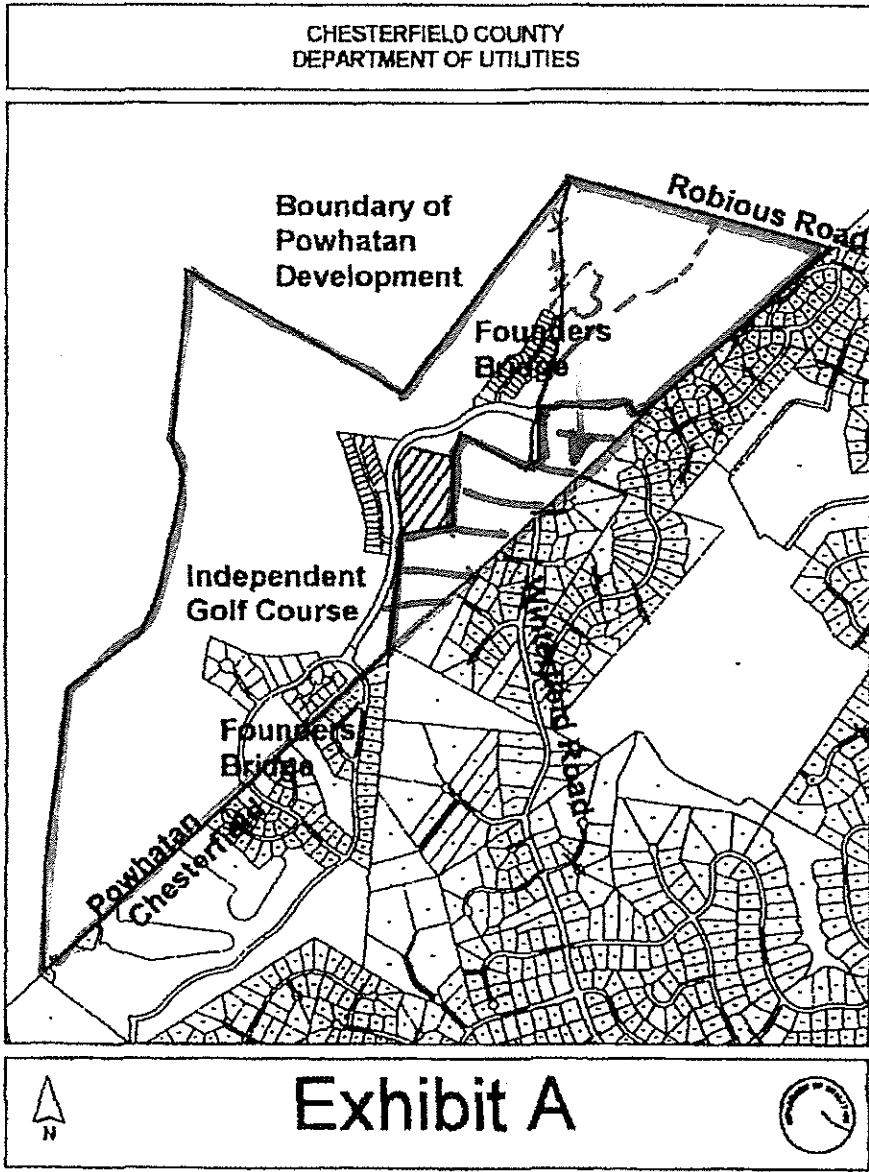 CHESTERFIELD COUNTY
DEPARTMENT OF UTILITIES
Robious Road
Boundary of
Powhatan
Development
Founders
Bridge
Independent
Golf Course
Founders
Bridge
Powhatan
Chesterfield
Winterfield Road
N
Exhibit A